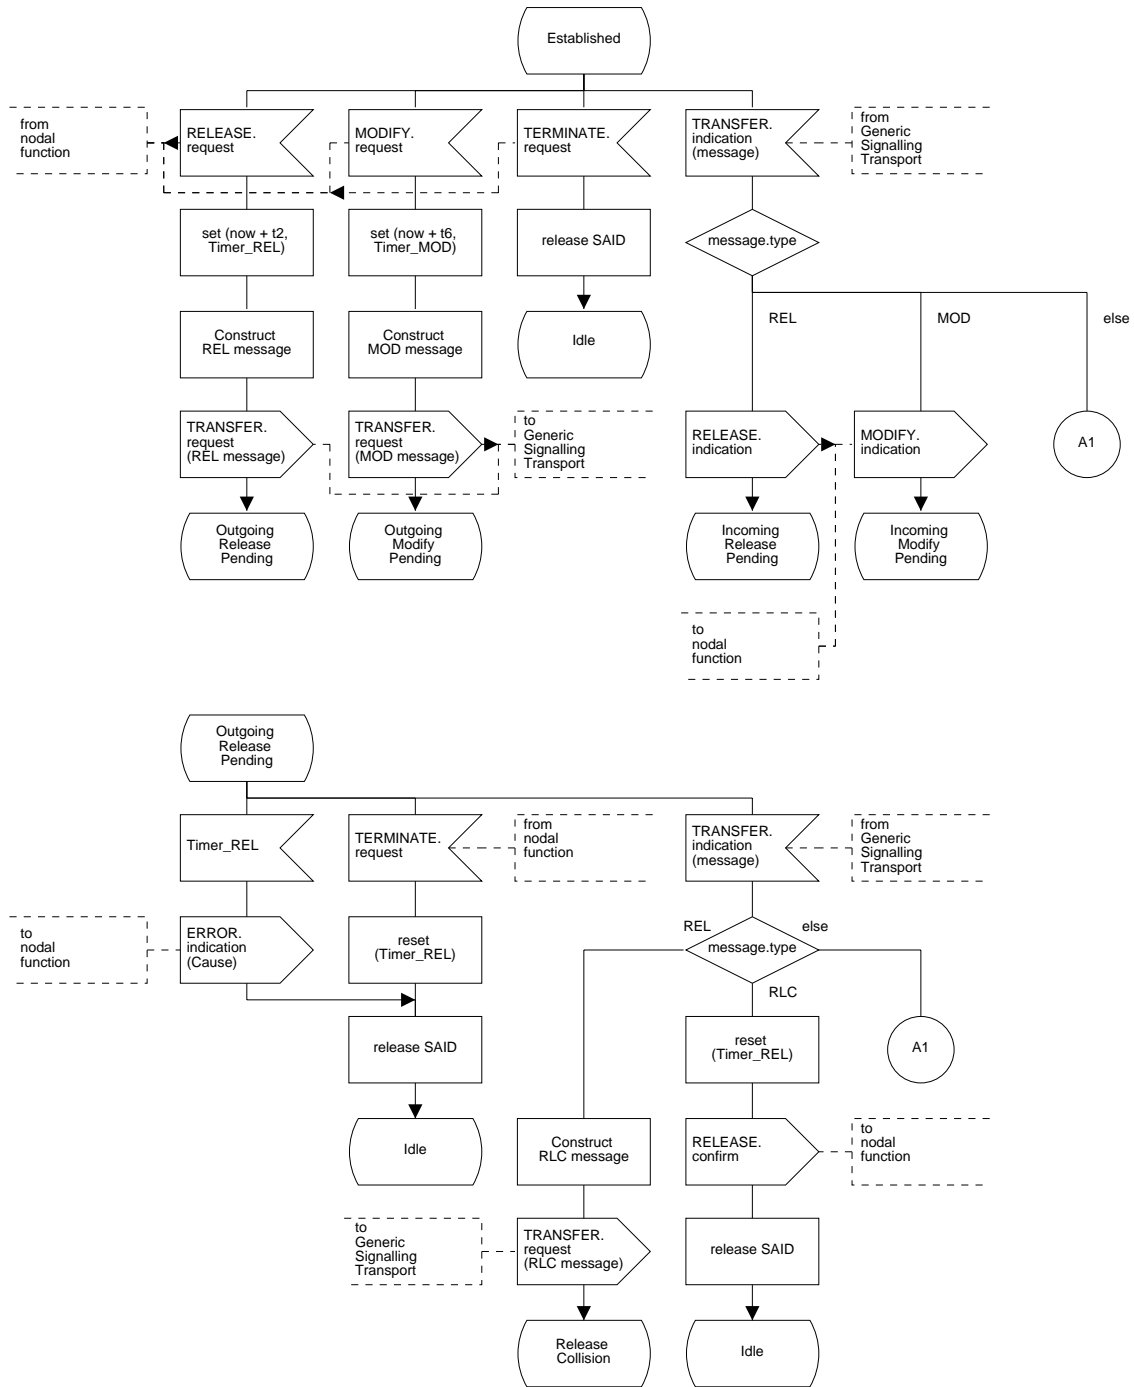 Established
from
nodal
function
RELEASE.
request
MODIFY.
request
TERMINATE.
request
TRANSFER.
indication
(message)
from
Generic
Signalling
Transport
set (now + t2,
Timer_REL)
set (now + t6,
Timer_MOD)
release SAID
message.type
REL
MOD
else
Construct
REL message
Construct
MOD message
Idle
TRANSFER.
request
(REL message)
TRANSFER.
request
(MOD message)
to
Generic
Signalling
Transport
RELEASE.
indication
MODIFY.
indication
A1
Outgoing
Release
Pending
Outgoing
Modify
Pending
Incoming
Release
Pending
Incoming
Modify
Pending
to
nodal
function
Outgoing
Release
Pending
Timer_REL
TERMINATE.
request
from
nodal
function
TRANSFER.
indication
(message)
from
Generic
Signalling
Transport
to
nodal
function
ERROR.
indication
(Cause)
reset
(Timer_REL)
REL
message.type
else
RLC
release SAID
reset
(Timer_REL)
A1
Idle
Construct
RLC message
RELEASE.
confirm
to
nodal
function
to
Generic
Signalling
Transport
TRANSFER.
request
(RLC message)
release SAID
Release
Collision
Idle